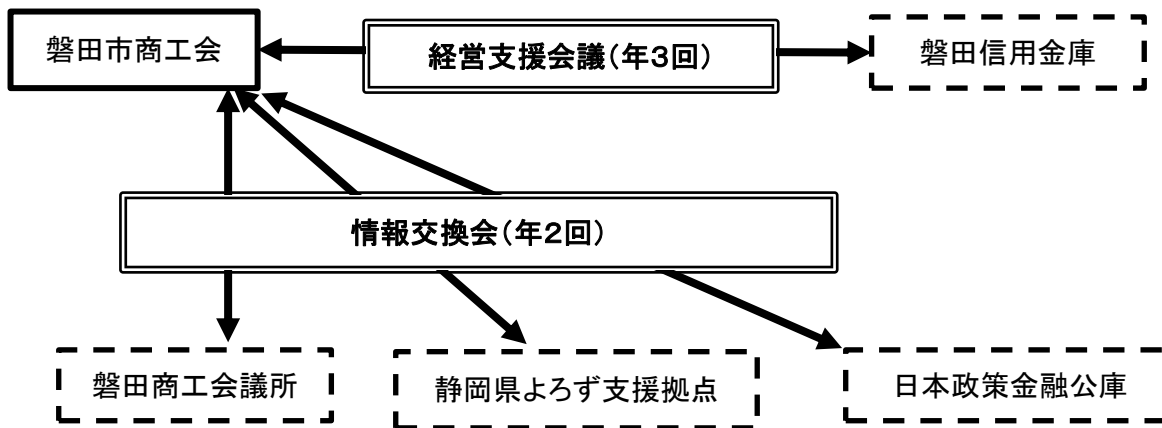 磐田市商工会
経営支援会議(年3回)
磐田信用金庫
情報交換会(年2回)
磐田商工会議所
静岡県よろず支援拠点
日本政策金融公庫